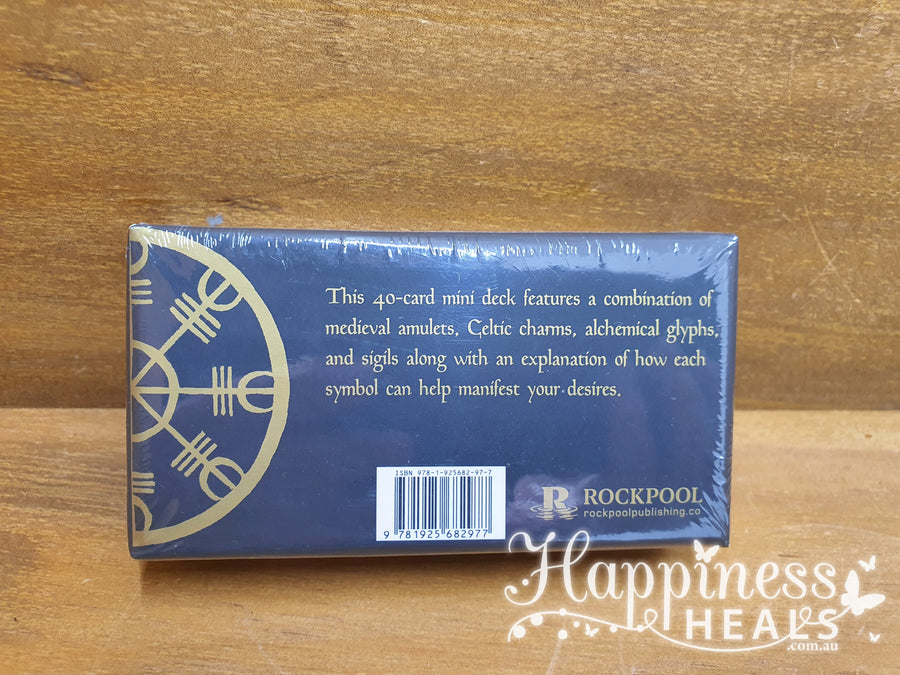 This 40-card mini deck features a combination of
medieval amulets, Celtic charms, alchemical glyphs,
and sigils along with an explanation of how each
symbol can help manifest your desires.
ISBN 978-1-925682-97-7
9 781925 682977
R ROCKPOOL
rockpoolpublishing.co
Happiness
HEALS
.com.au